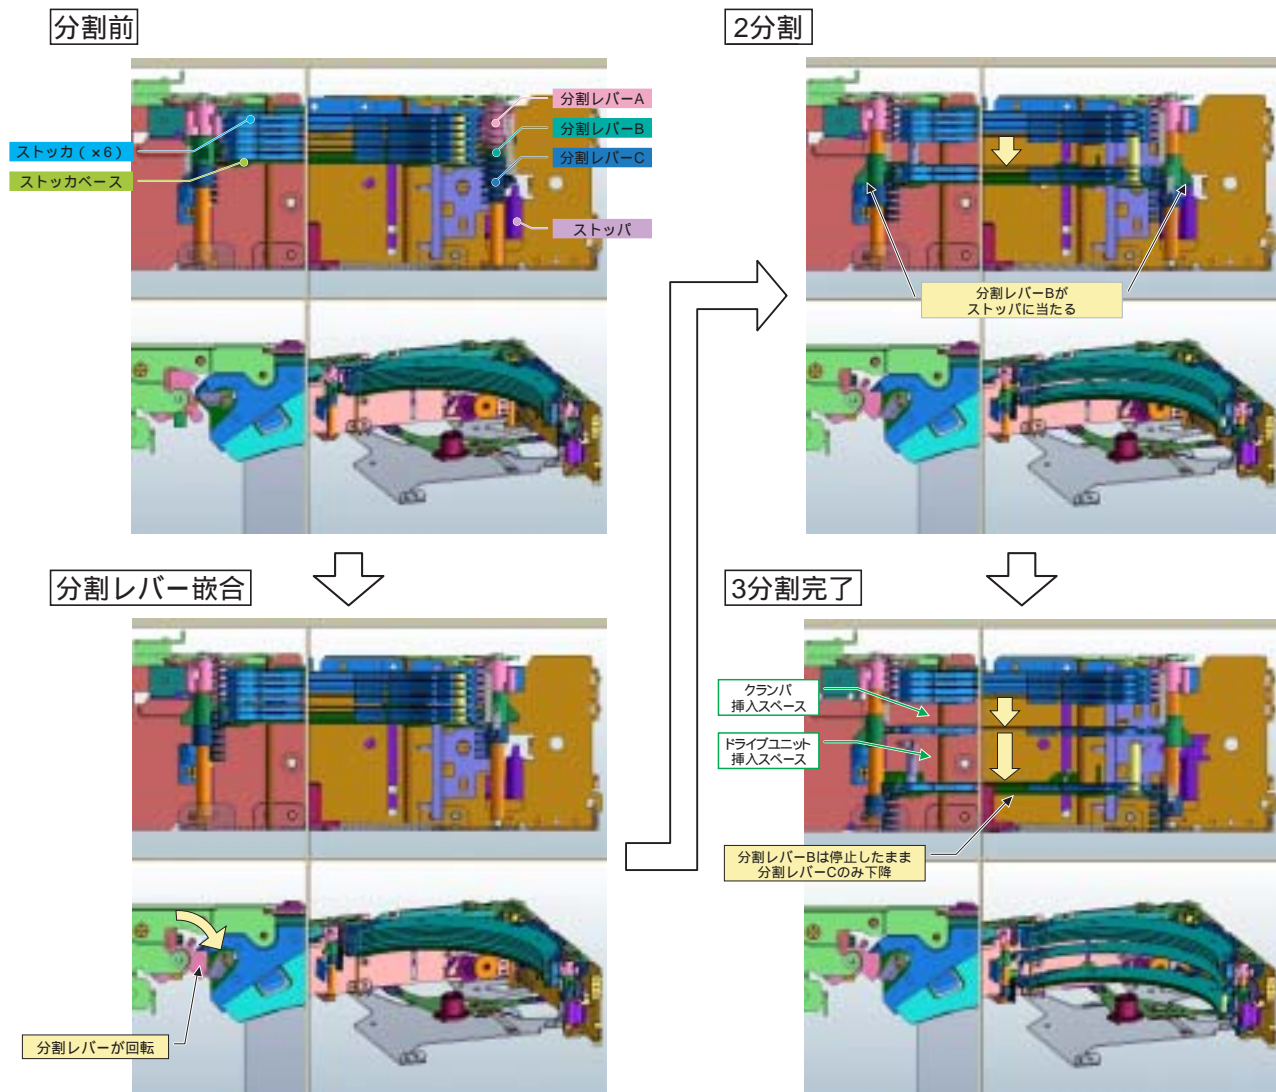 分割前
ストッカ(×6)
ストッカベース
分割レバーA
分割レバーB
分割レバーC
ストッパ
分割レバー嵌合
分割レバーが回転
2分割
分割レバーBが
ストッパに当たる
3分割完了
クランパ
挿入スペース
ドライブユニット
挿入スペース
分割レバーBは停止したまま
分割レバーCのみ下降